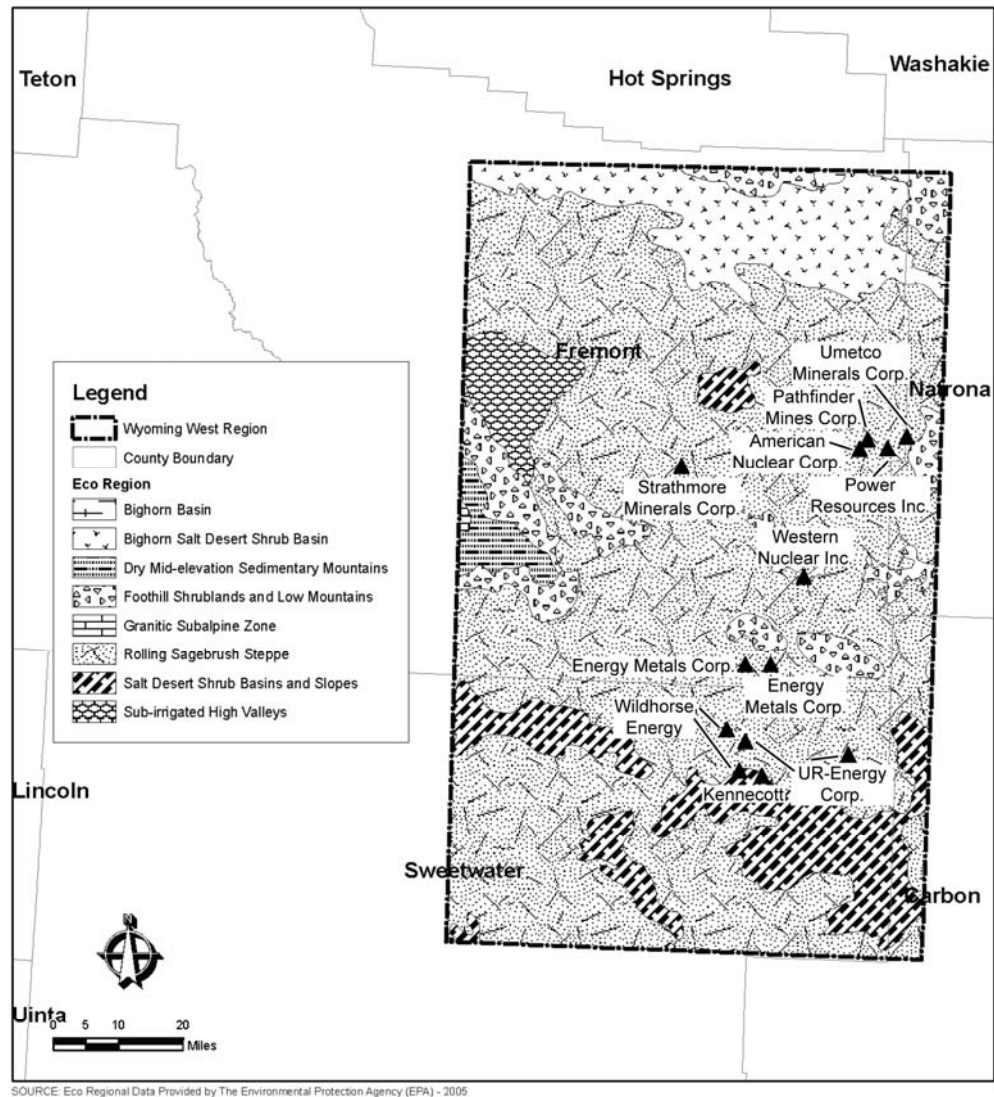 Teton
Hot Springs
Washakie
Fremont
Umetco
Minerals Corp.
Natrona
Pathfinder
Mines Corp.
American
Nuclear Corp.
Strathmore
Minerals Corp.
Power
Resources Inc.
Western
Nuclear Inc
Legend
Wyoming West Region
County Boundary
Eco Region
Bighorn Basin
Bighorn Salt Desert Shrub Basin
Dry Mid-elevation Sedimentary Mountains
Foothill Shrublands and Low Mountains
Granitic Subalpine Zone
Rolling Sagebrush Steppe
Salt Desert Shrub Basins and Slopes
Sub-irrigated High Valleys
Energy Metals Corp.
Energy
Metals Corp.
Wildhorse
Energy
UR-Energy
Corp.
Kennecott
Lincoln
Sweetwater
Carbon
N
Uinta
0 5 10 20
Miles
SOURCE: Eco Regional Data Provided by The Environmental Protection Agency (EPA) - 2005